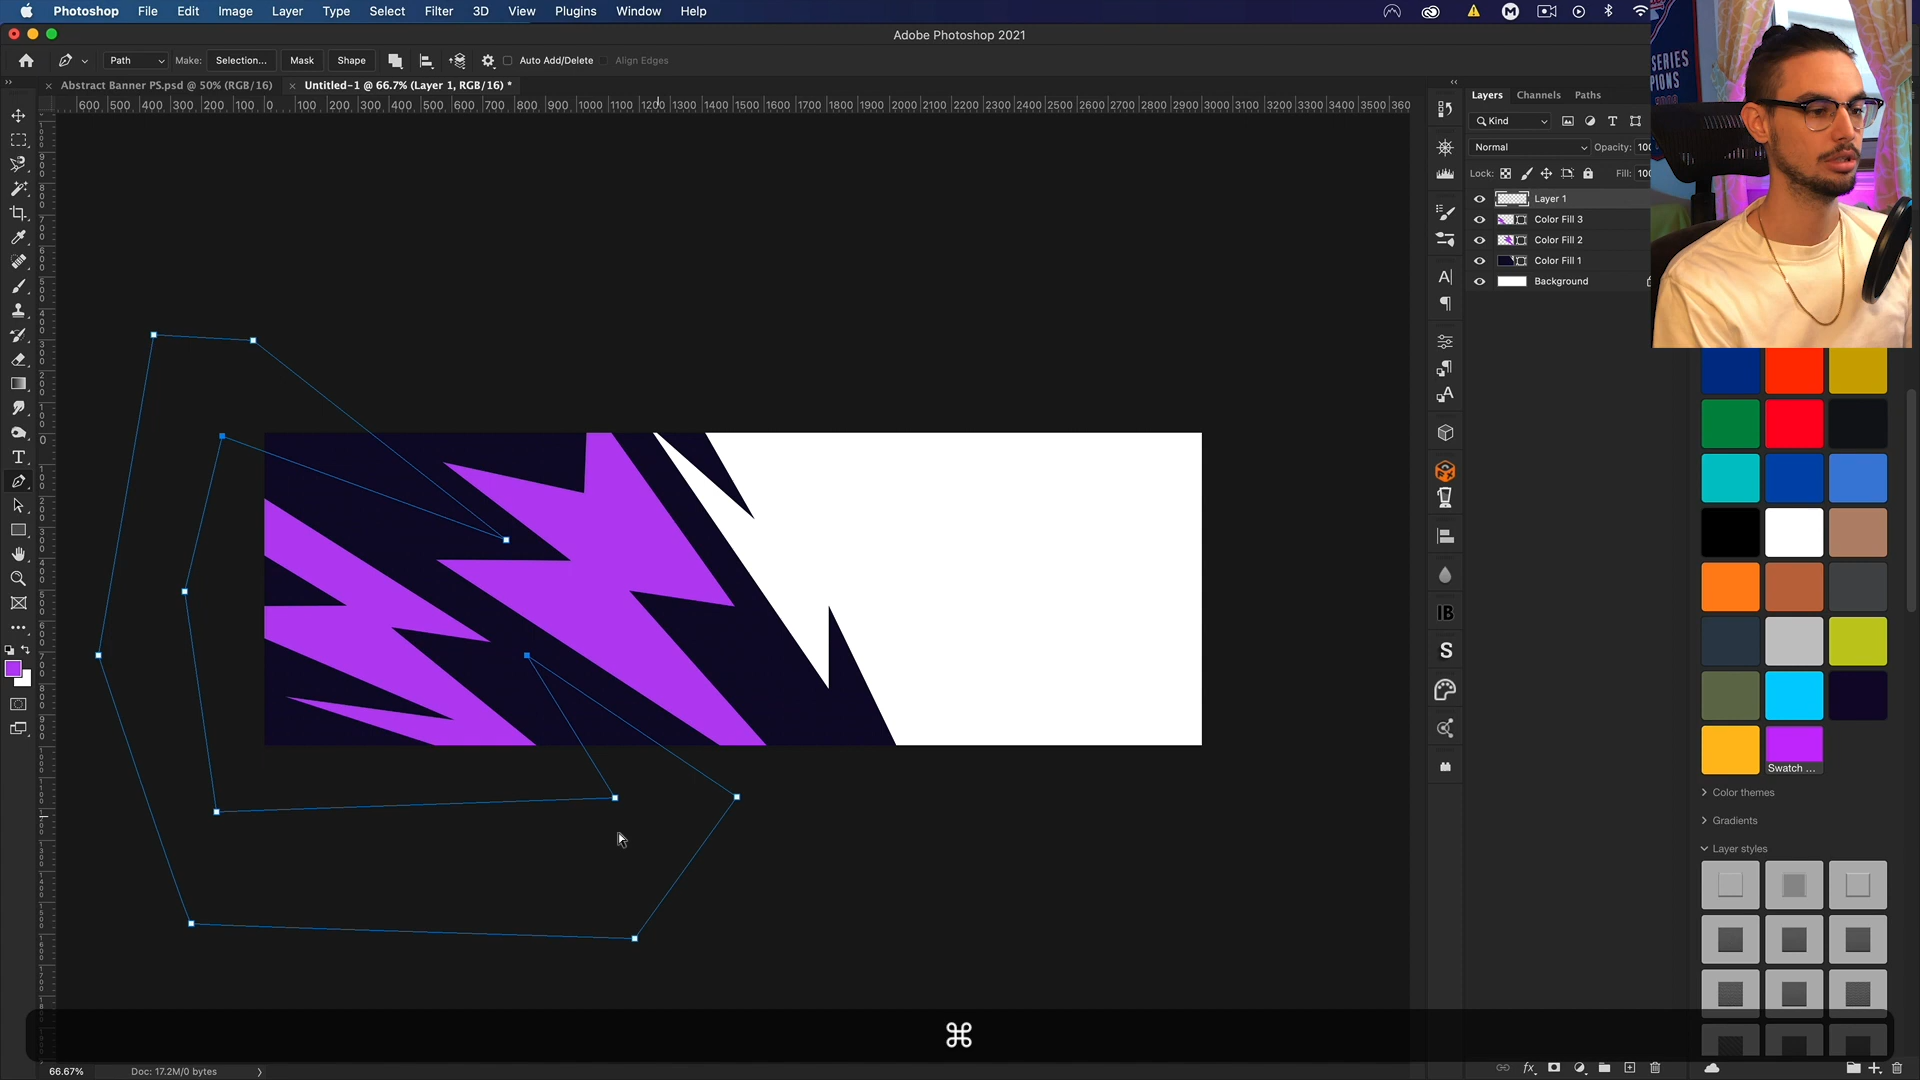 Photoshop File Edit Image Layer Type Select Filter 3D View Plugins Window Help
Adobe Photoshop 2021
Path Make: Selection... Mask Shape Auto Add/Delete Align Edges
Abstract Banner PS.psd @ 50% (RGB/16) Untitled-1 @ 66.7% (Layer 1, RGB/16) *
600 500 400 300 200 100 0 100 200 300 400 500 600 700 800 900 1000 1100 1200 1300 1400 1500 1600 1700 1800 1900 2000 2100 2200 2300 2400 2500 2600 2700 2800 2900 3000 3100 3200 3300 3400 3500 360
Layers Channels Paths
Kind
Normal Opacity: 100
Lock: Fill: 100
Layer 1
Color Fill 3
Color Fill 2
Color Fill 1
Background
SERIES
Swatch ...
Color themes
Gradients
Layer styles
⌘
66.67% Doc: 17.2M/0 bytes